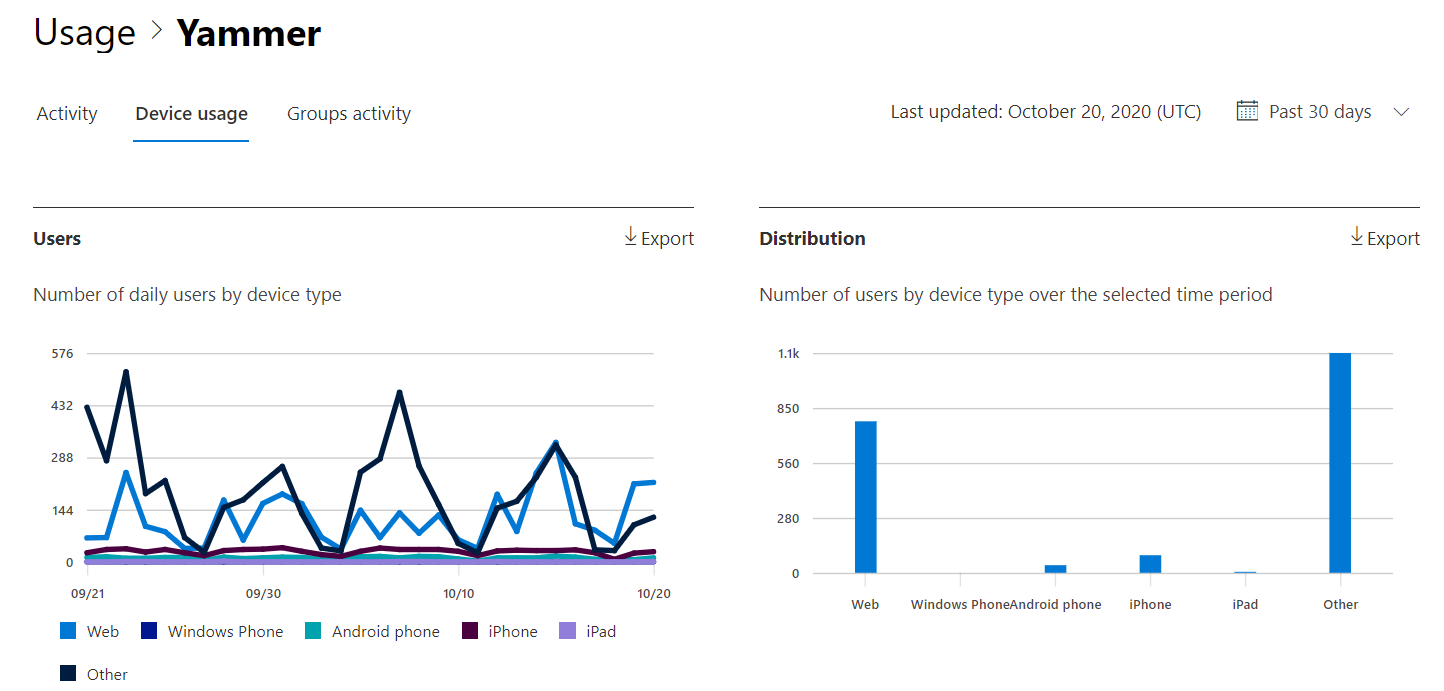 Usage > Yammer
Activity Device usage Groups activity Last updated: October 20, 2020 (UTC) Past 30 days
Users Export
Number of daily users by device type
576
432
288
144
0
09/21 09/30 10/10 10/20
Web Windows Phone Android phone iPhone iPad
Other
Distribution Export
Number of users by device type over the selected time period
1.1k
850
560
280
0
Web Windows Phone Android phone iPhone iPad Other